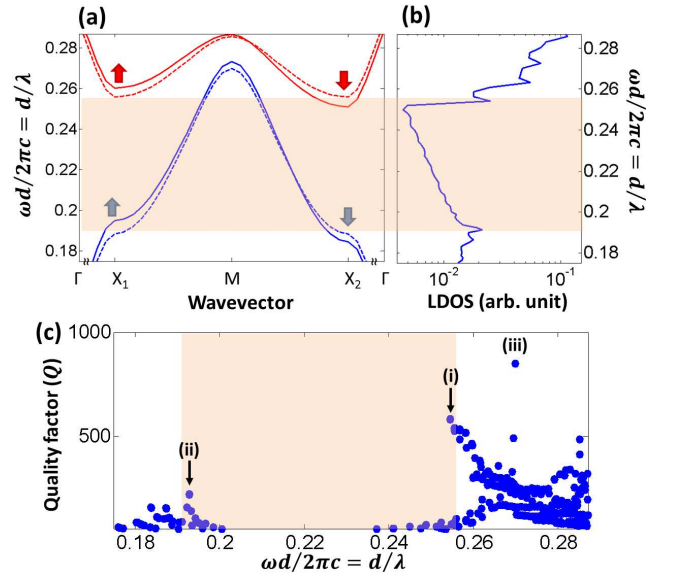 (a)
(b)
0.28
0.26
0.24
0.22
0.2
0.18
ωd/2πc = d/λ
Γ
X1
M
X2
Γ
Wavevector
10^-2
10^-1
LDOS (arb. unit)
0.28
0.26
0.24
0.22
0.2
0.18
ωd/2πc = d/λ
(c)
1000
500
Quality factor (Q)
(ii)
(i)
(iii)
0.18
0.2
0.22
0.24
0.26
0.28
ωd/2πc = d/λ